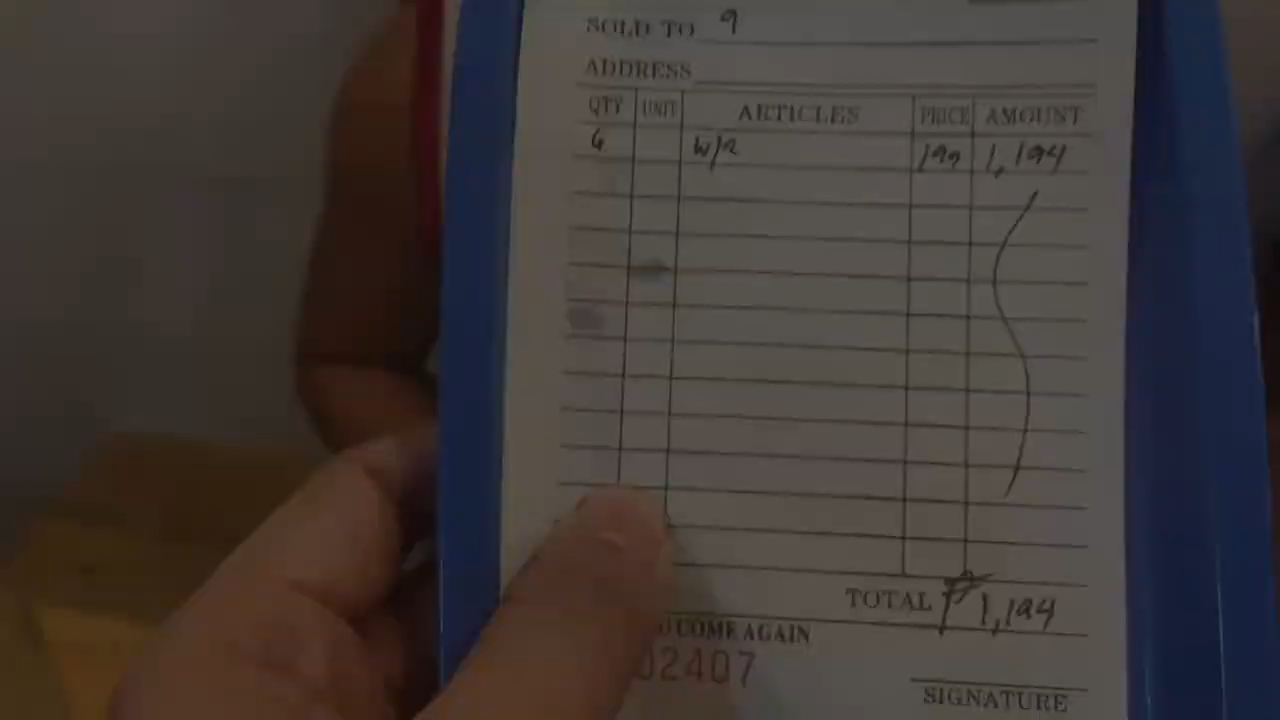 SOLD TO 9
ADDRESS
QTY UNIT ARTICLES PRICE AMOUNT
6 W/R 199 1,194
TOTAL ₱1,194
COME AGAIN
02407
SIGNATURE